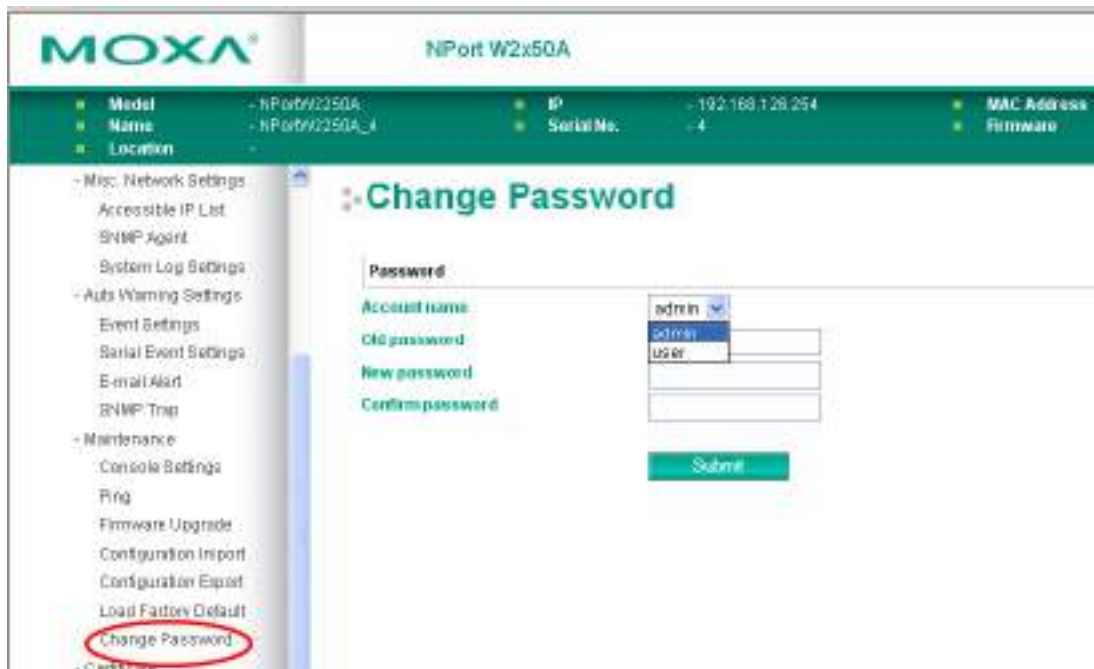 MOXA®
NPort W2x50A
Model - NPortW2250A
Name - NPortW2250A_4
Location -
IP - 192.168.126.254
Serial No. - 4
MAC Address
Firmware
- Misc. Network Settings
Accessible IP List
SNMP Agent
System Log Settings
- Auto Warning Settings
Event Settings
Serial Event Settings
E-mail Alert
SNMP Trap
- Maintenance
Console Settings
Ping
Firmware Upgrade
Configuration Import
Configuration Export
Load Factory Default
Change Password
- Certificate
Change Password
Password
Account name admin
admin
user
Old password
New password
Confirm password
Submit